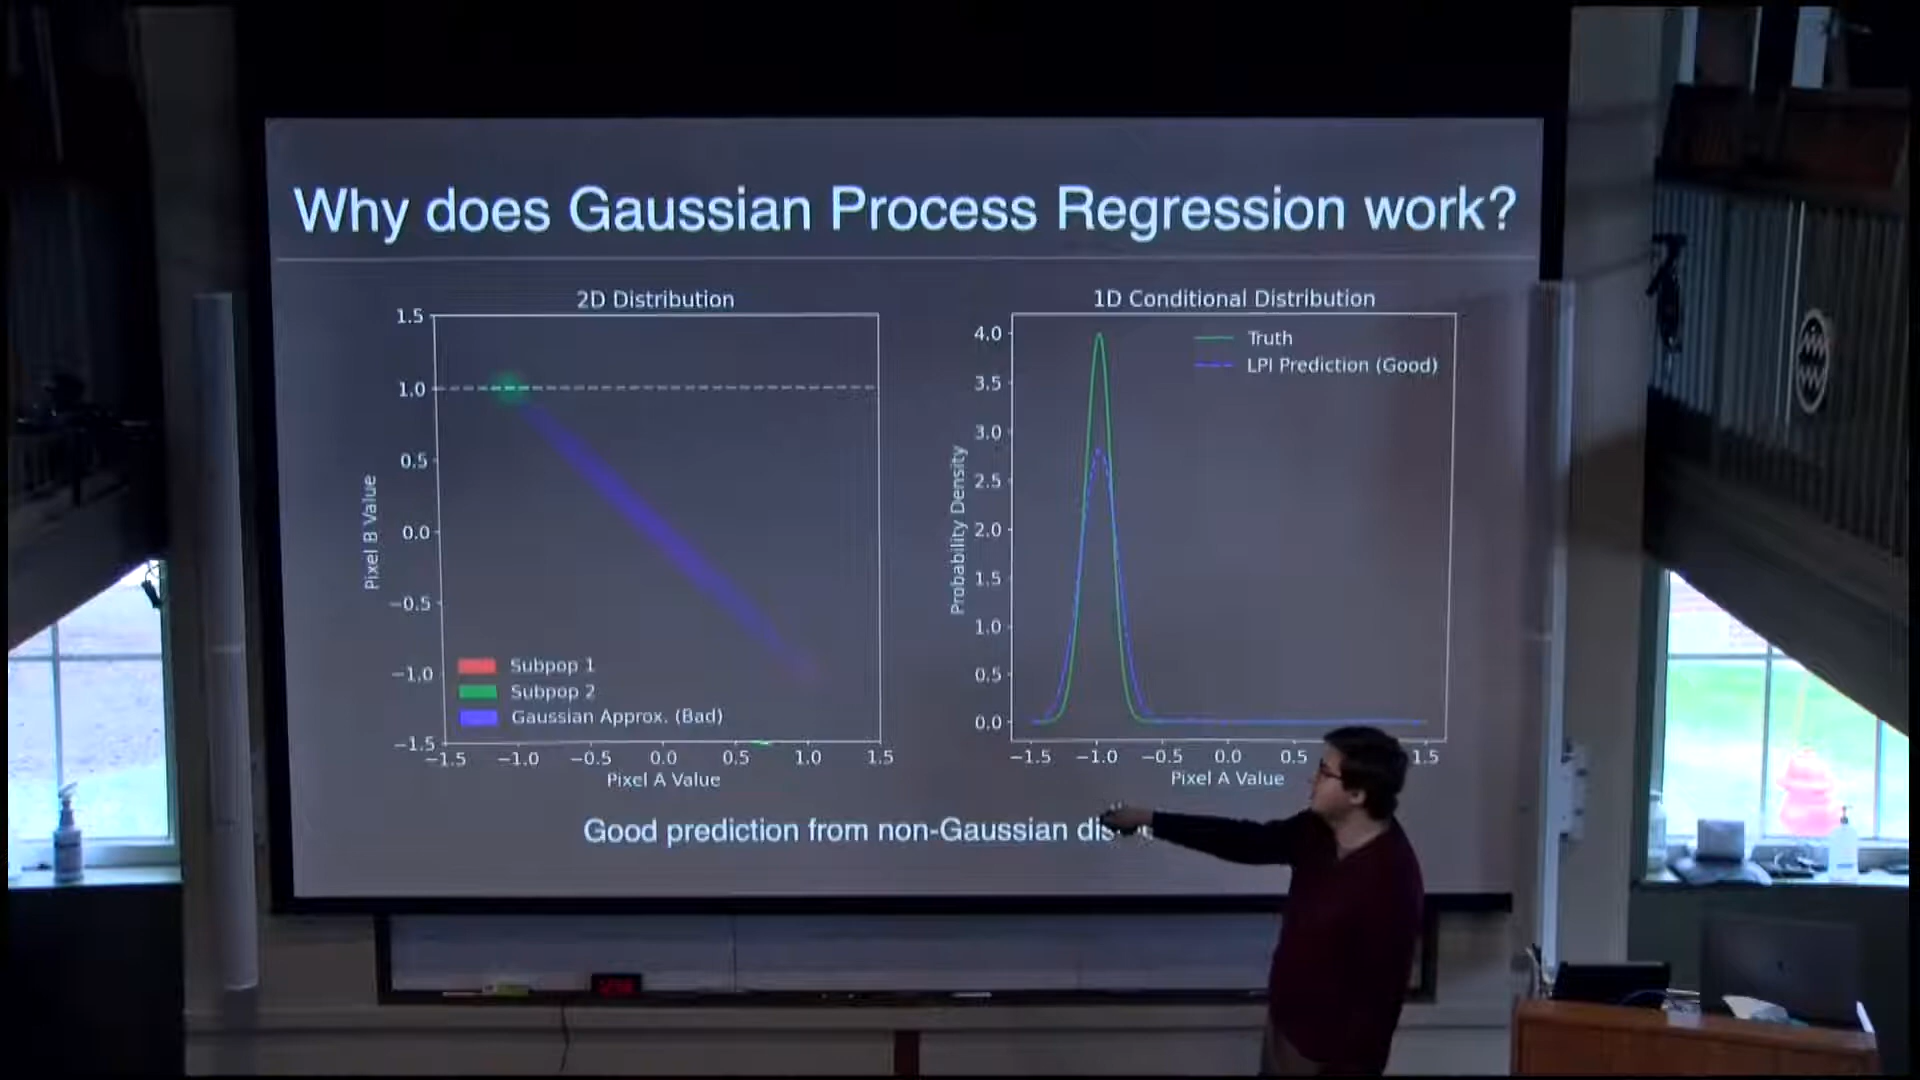 Why does Gaussian Process Regression work?
2D Distribution
1.5
1.0
0.5
0.0
−0.5
−1.0
−1.5
Pixel B Value
Subpop 1
Subpop 2
Gaussian Approx. (Bad)
−1.5 −1.0 −0.5 0.0 0.5 1.0 1.5
Pixel A Value
1D Conditional Distribution
4.0
3.5
3.0
2.5
2.0
1.5
1.0
0.5
0.0
Probability Density
Truth
LPI Prediction (Good)
−1.5 −1.0 −0.5 0.0 0.5 1.5
Pixel A Value
Good prediction from non-Gaussian